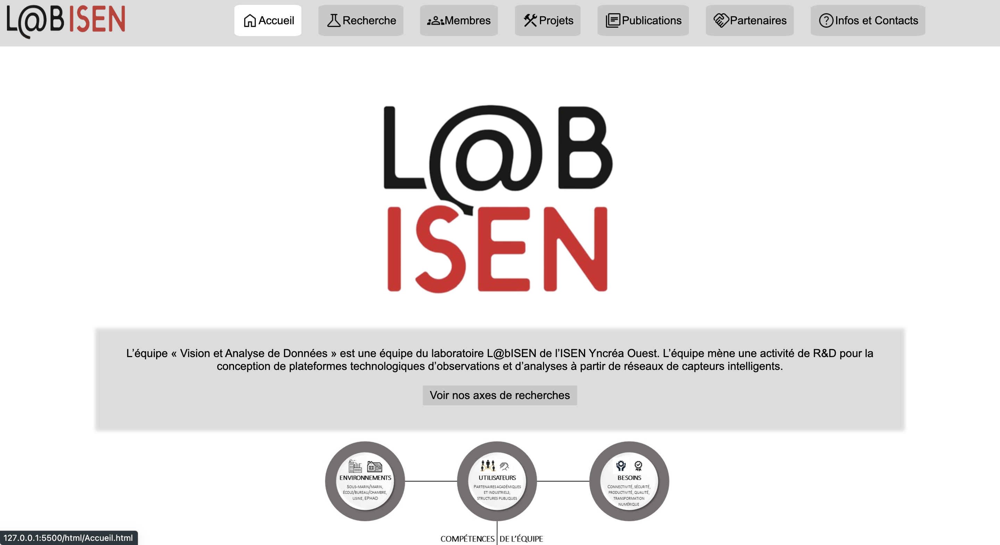 L@BISEN
Accueil
Recherche
Membres
Projets
Publications
Partenaires
Infos et Contacts
L@B
ISEN
L’équipe « Vision et Analyse de Données » est une équipe du laboratoire L@bISEN de l’ISEN Yncréa Ouest. L’équipe mène une activité de R&D pour la
conception de plateformes technologiques d’observations et d’analyses à partir de réseaux de capteurs intelligents.
Voir nos axes de recherches
ENVIRONNEMENTS
SOUS-MARIN/MARIN,
ÉCOLE/BUREAU/CHAMBRE,
USINE, EPHAD
UTILISATEURS
PARTENAIRES ACADÉMIQUES
ET INDUSTRIELS,
STRUCTURES PUBLIQUES
BESOINS
CONNECTIVITÉ, SÉCURITÉ,
PRODUCTIVITÉ, QUALITÉ,
TRANSFORMATION
NUMÉRIQUE
COMPÉTENCES DE L’ÉQUIPE
127.0.0.1:5500/html/Accueil.html